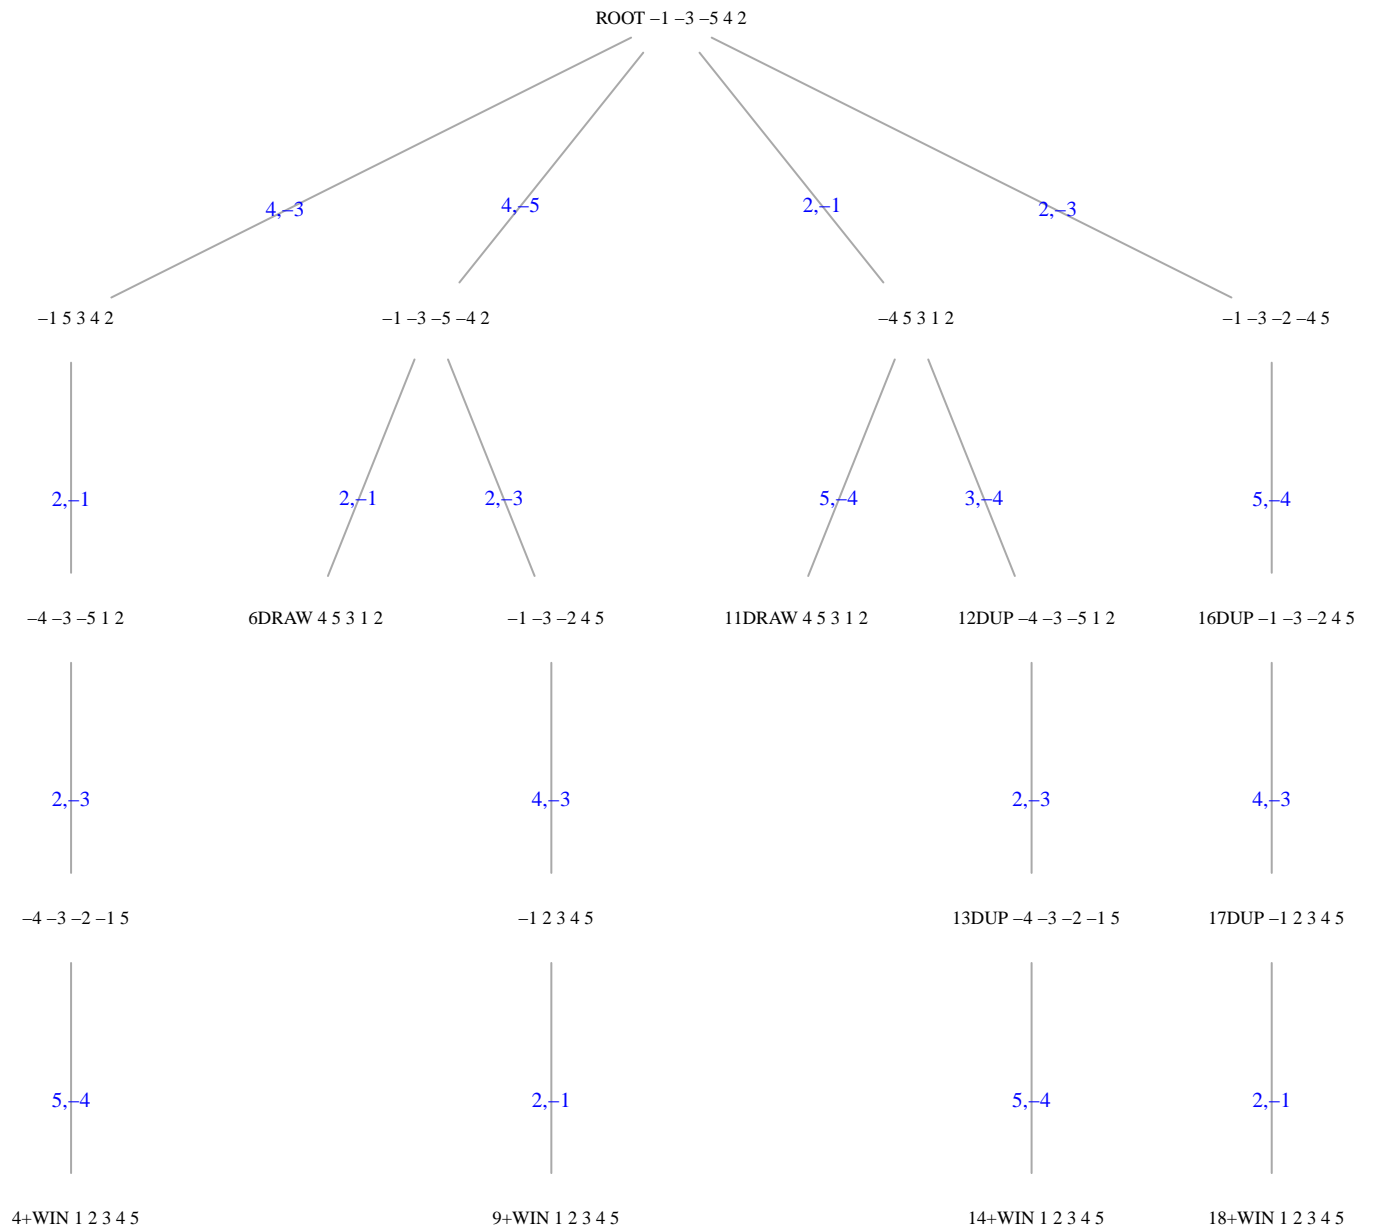 ROOT –1 –3 –5 4 2
4,–3 4,–5 2,–1 2,–3
–1 5 3 4 2 –1 –3 –5 –4 2 –4 5 3 1 2 –1 –3 –2 –4 5
2,–1 2,–1 2,–3 5,–4 3,–4 5,–4
–4 –3 –5 1 2 6DRAW 4 5 3 1 2 –1 –3 –2 4 5 11DRAW 4 5 3 1 2 12DUP –4 –3 –5 1 2 16DUP –1 –3 –2 4 5
2,–3 4,–3 2,–3 4,–3
–4 –3 –2 –1 5 –1 2 3 4 5 13DUP –4 –3 –2 –1 5 17DUP –1 2 3 4 5
5,–4 2,–1 5,–4 2,–1
4+WIN 1 2 3 4 5 9+WIN 1 2 3 4 5 14+WIN 1 2 3 4 5 18+WIN 1 2 3 4 5